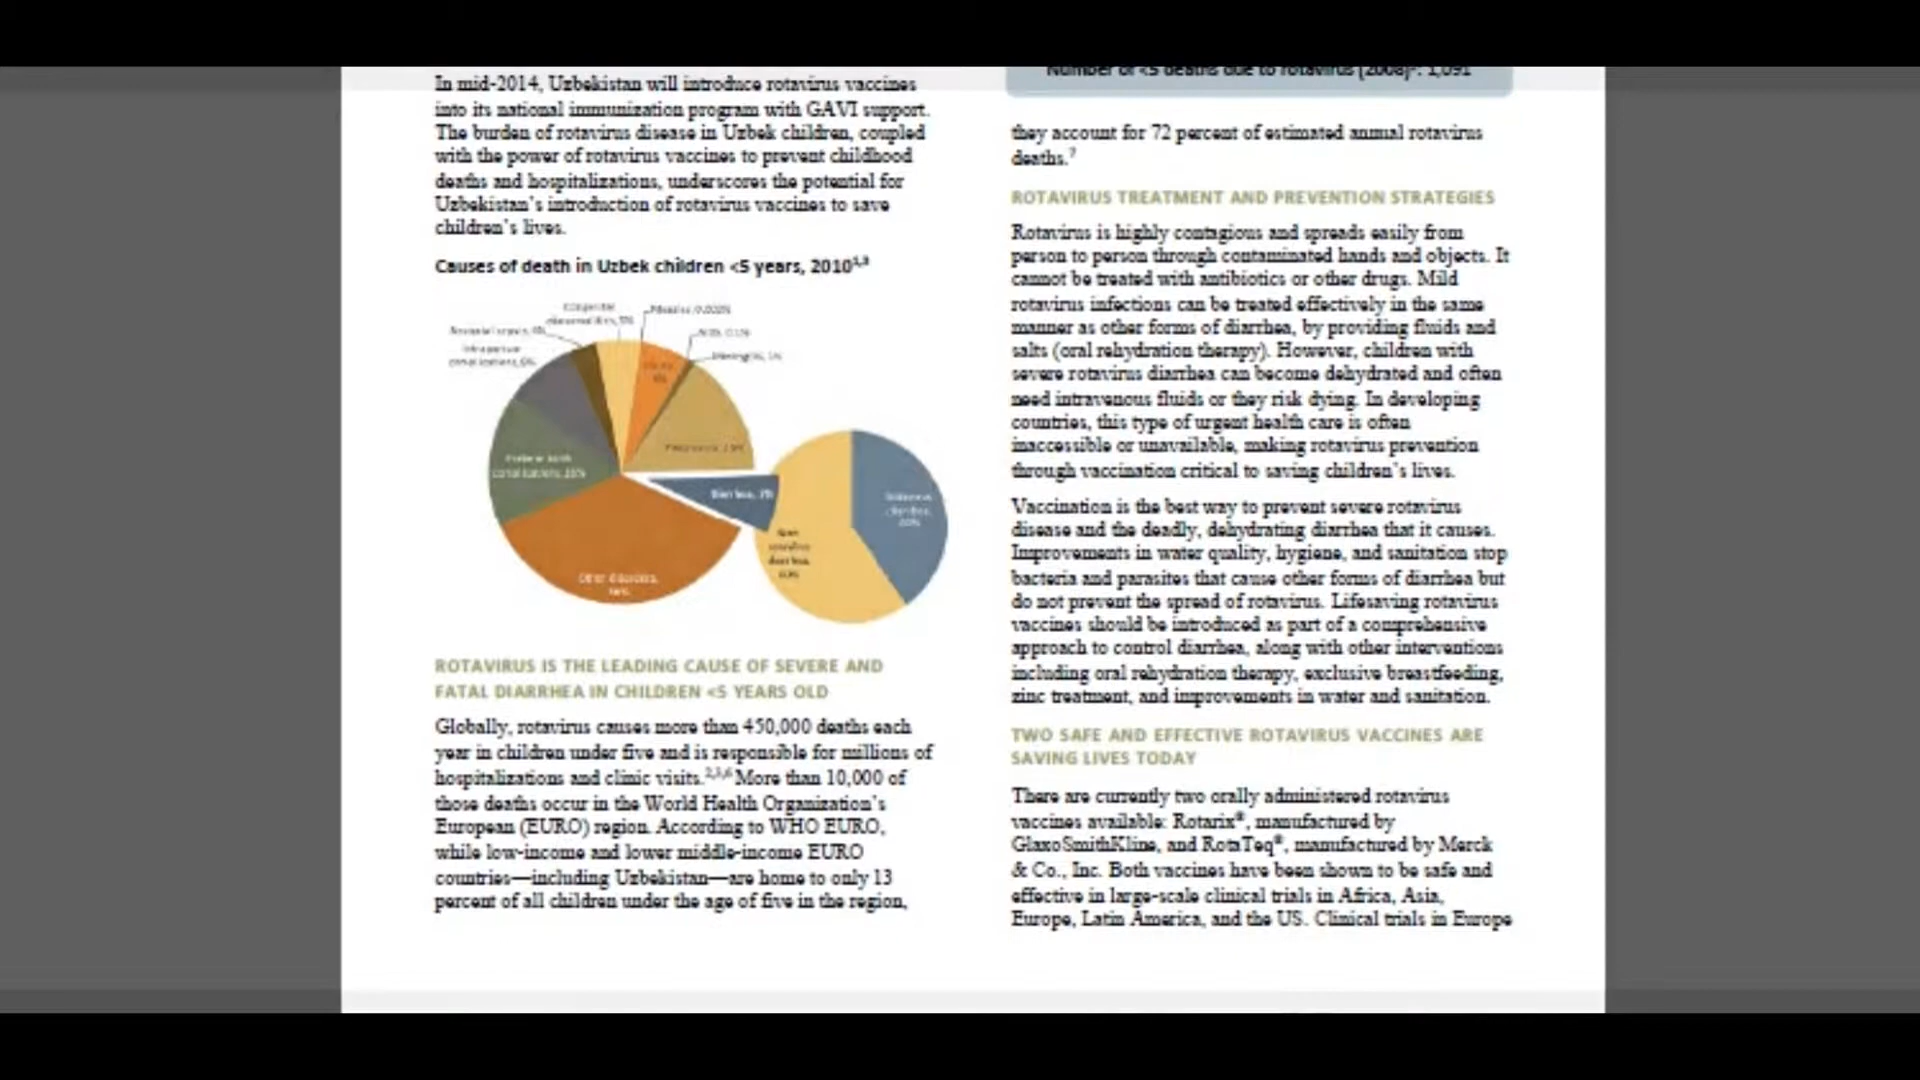 In mid-2014, Uzbekistan will introduce rotavirus vaccines
into its national immunization program with GAVI support.
The burden of rotavirus disease in Uzbek children, coupled
with the power of rotavirus vaccines to prevent childhood
deaths and hospitalizations, underscores the potential for
Uzbekistan's introduction of rotavirus vaccines to save
children's lives.
Causes of death in Uzbek children <5 years, 2010
Measles, 0.003%
Meningitis, 1%
Diarrhea, 7%
Other disorders,
ROTAVIRUS IS THE LEADING CAUSE OF SEVERE AND
FATAL DIARRHEA IN CHILDREN <5 YEARS OLD
Globally, rotavirus causes more than 450,000 deaths each
year in children under five and is responsible for millions of
hospitalizations and clinic visits. More than 10,000 of
those deaths occur in the World Health Organization's
European (EURO) region. According to WHO EURO,
while low-income and lower middle-income EURO
countries—including Uzbekistan—are home to only 13
percent of all children under the age of five in the region,
Number of <5 deaths due to rotavirus (2008): 1,091
they account for 72 percent of estimated annual rotavirus
deaths.⁷
ROTAVIRUS TREATMENT AND PREVENTION STRATEGIES
Rotavirus is highly contagious and spreads easily from
person to person through contaminated hands and objects. It
cannot be treated with antibiotics or other drugs. Mild
rotavirus infections can be treated effectively in the same
manner as other forms of diarrhea, by providing fluids and
salts (oral rehydration therapy). However, children with
severe rotavirus diarrhea can become dehydrated and often
need intravenous fluids or they risk dying. In developing
countries, this type of urgent health care is often
inaccessible or unavailable, making rotavirus prevention
through vaccination critical to saving children's lives.
Vaccination is the best way to prevent severe rotavirus
disease and the deadly, dehydrating diarrhea that it causes.
Improvements in water quality, hygiene, and sanitation stop
bacteria and parasites that cause other forms of diarrhea but
do not prevent the spread of rotavirus. Lifesaving rotavirus
vaccines should be introduced as part of a comprehensive
approach to control diarrhea, along with other interventions
including oral rehydration therapy, exclusive breastfeeding,
zinc treatment, and improvements in water and sanitation.
TWO SAFE AND EFFECTIVE ROTAVIRUS VACCINES ARE
SAVING LIVES TODAY
There are currently two orally administered rotavirus
vaccines available: Rotarix®, manufactured by
GlaxoSmithKline, and RotaTeq®, manufactured by Merck
& Co., Inc. Both vaccines have been shown to be safe and
effective in large-scale clinical trials in Africa, Asia,
Europe, Latin America, and the US. Clinical trials in Europe